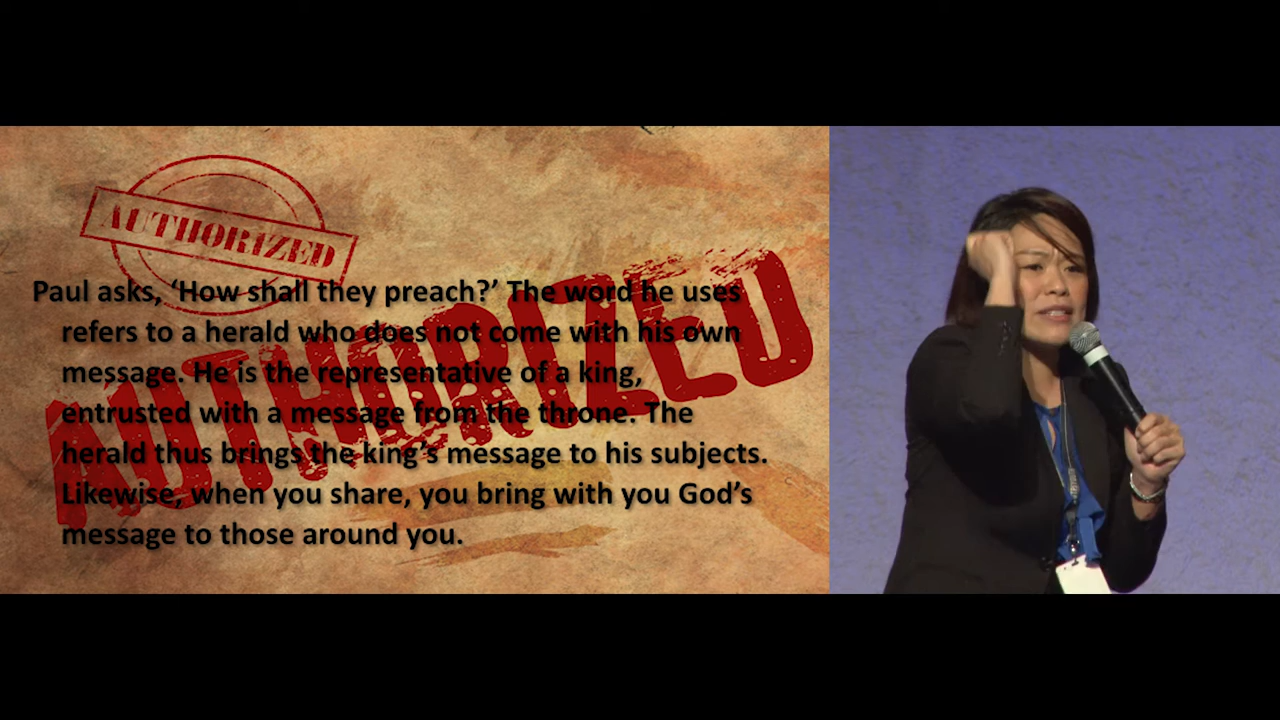 AUTHORIZED
AUTHORIZED
Paul asks, ‘How shall they preach?’ The word he uses
refers to a herald who does not come with his own
message. He is the representative of a king,
entrusted with a message from the throne. The
herald thus brings the king’s message to his subjects.
Likewise, when you share, you bring with you God’s
message to those around you.